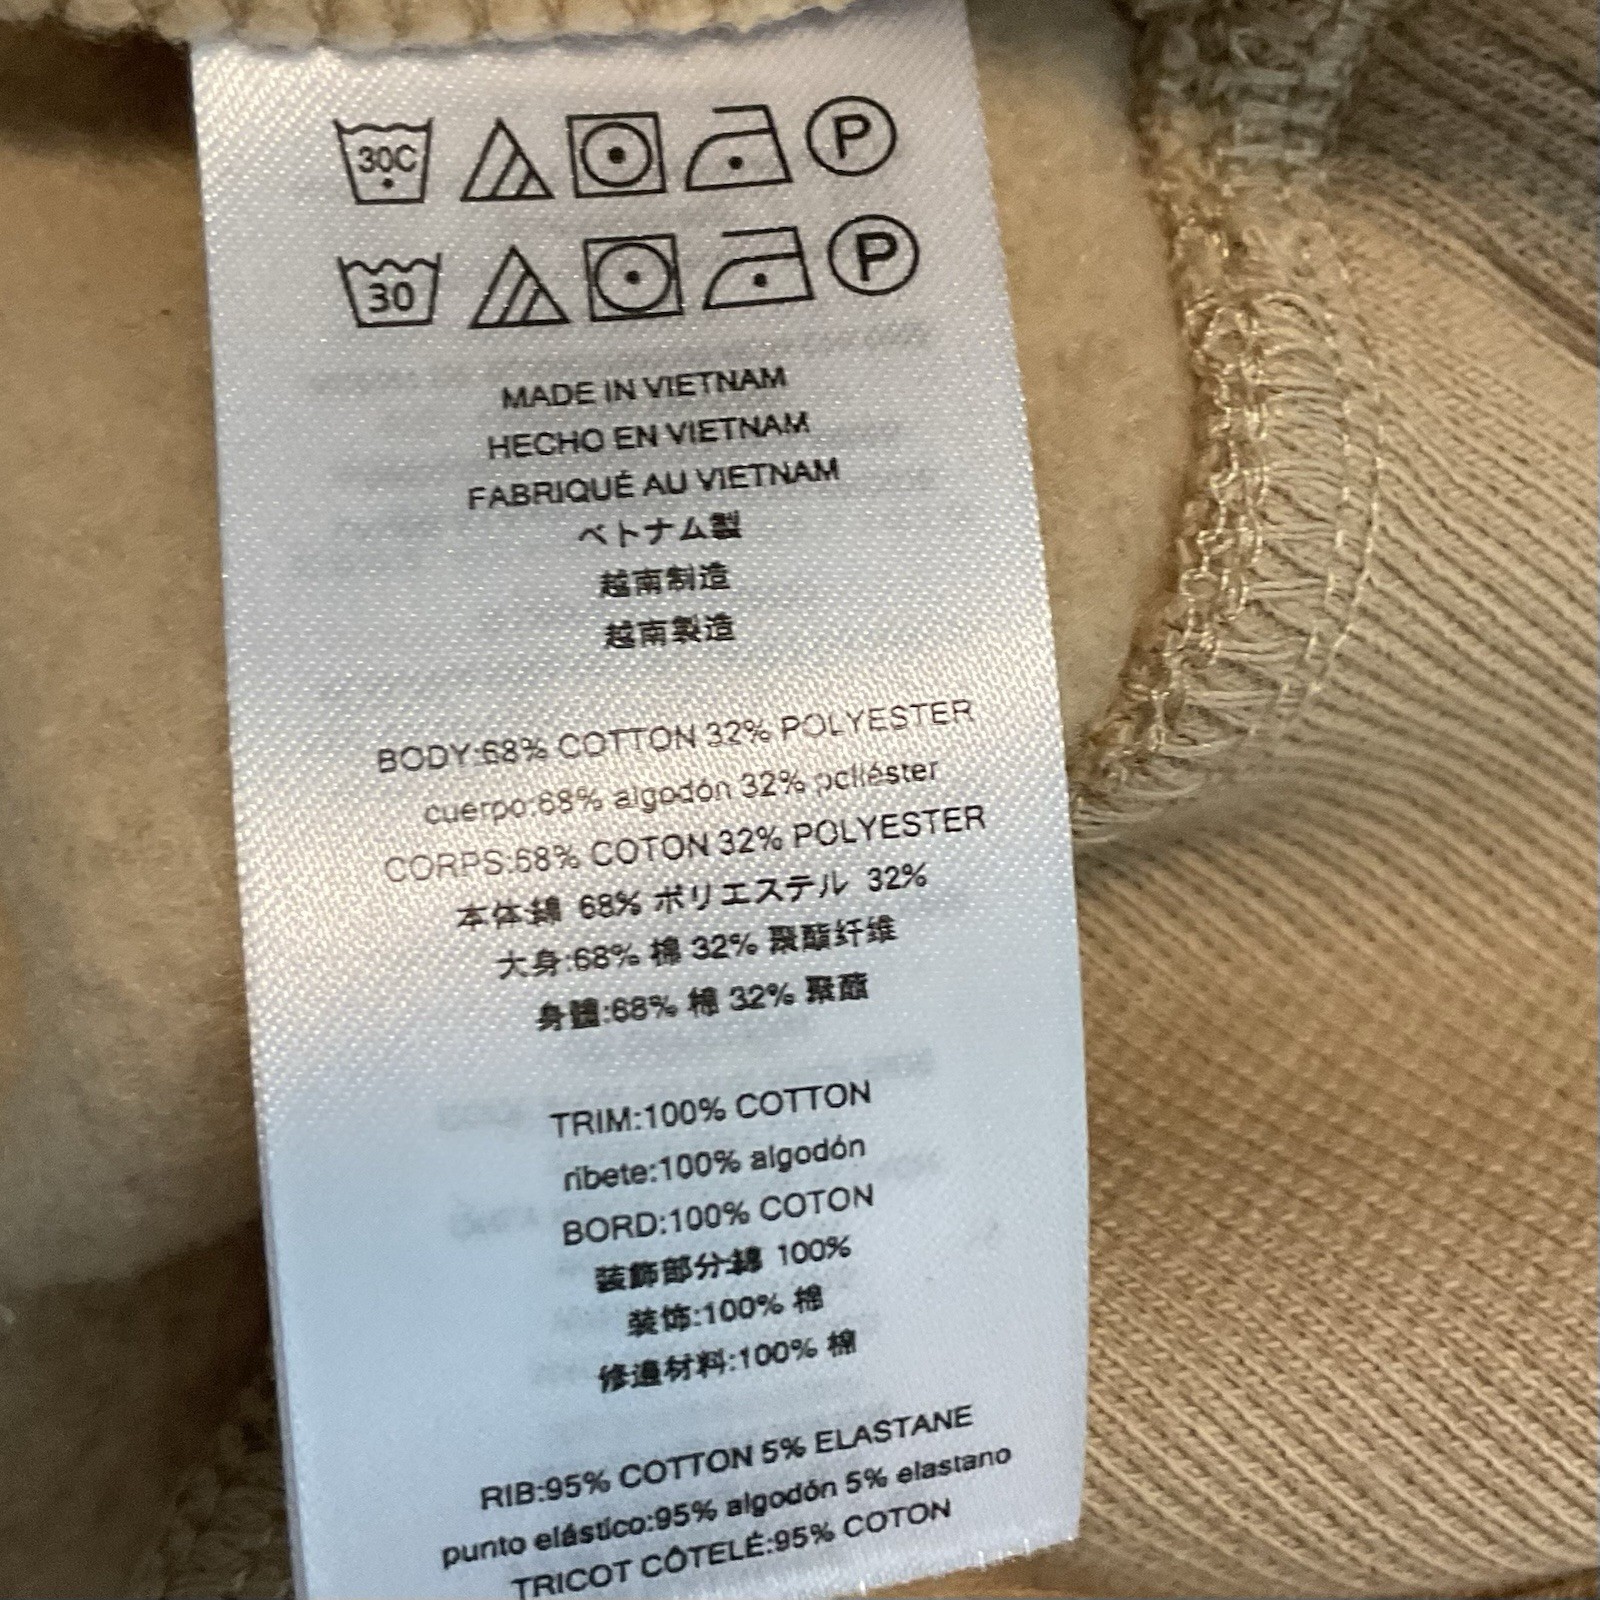 30C P
30 P
MADE IN VIETNAM
HECHO EN VIETNAM
FABRIQUÉ AU VIETNAM
ベトナム製
越南制造
越南製造
BODY:68% COTTON 32% POLYESTER
cuerpo:68% algodón 32% poliéster
CORPS:68% COTON 32% POLYESTER
本体:綿 68% ポリエステル 32%
大身:68% 棉 32% 聚酯纤维
身體:68% 棉 32% 聚酯
TRIM:100% COTTON
ribete:100% algodón
BORD:100% COTON
装飾部分:綿 100%
装饰:100% 棉
修邊材料:100% 棉
RIB:95% COTTON 5% ELASTANE
punto elástico:95% algodón 5% elastano
TRICOT CÔTELÉ:95% COTON